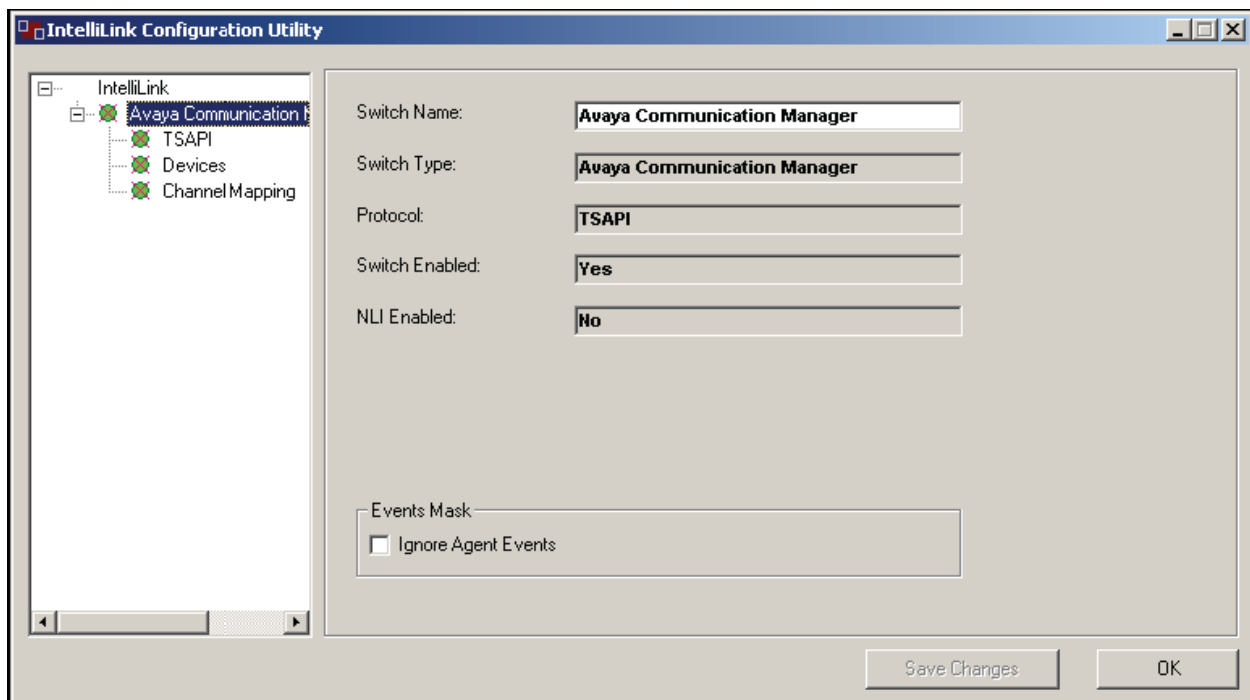 IntelliLink Configuration Utility
IntelliLink
Avaya Communication
TSAPI
Devices
Channel Mapping
Switch Name:
Avaya Communication Manager
Switch Type:
Avaya Communication Manager
Protocol:
TSAPI
Switch Enabled:
Yes
NLI Enabled:
No
Events Mask
Ignore Agent Events
Save Changes
OK